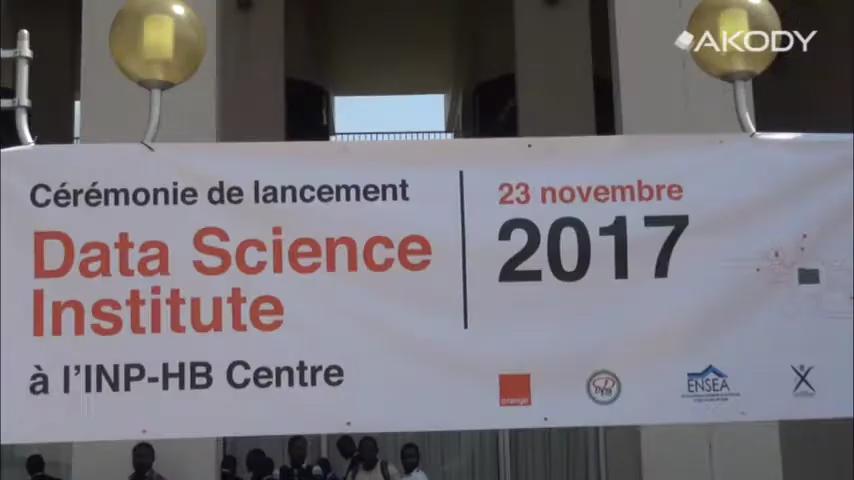 AKODY
Cérémonie de lancement
Data Science
Institute
à l'INP-HB Centre
23 novembre
2017
orange
ENSEA